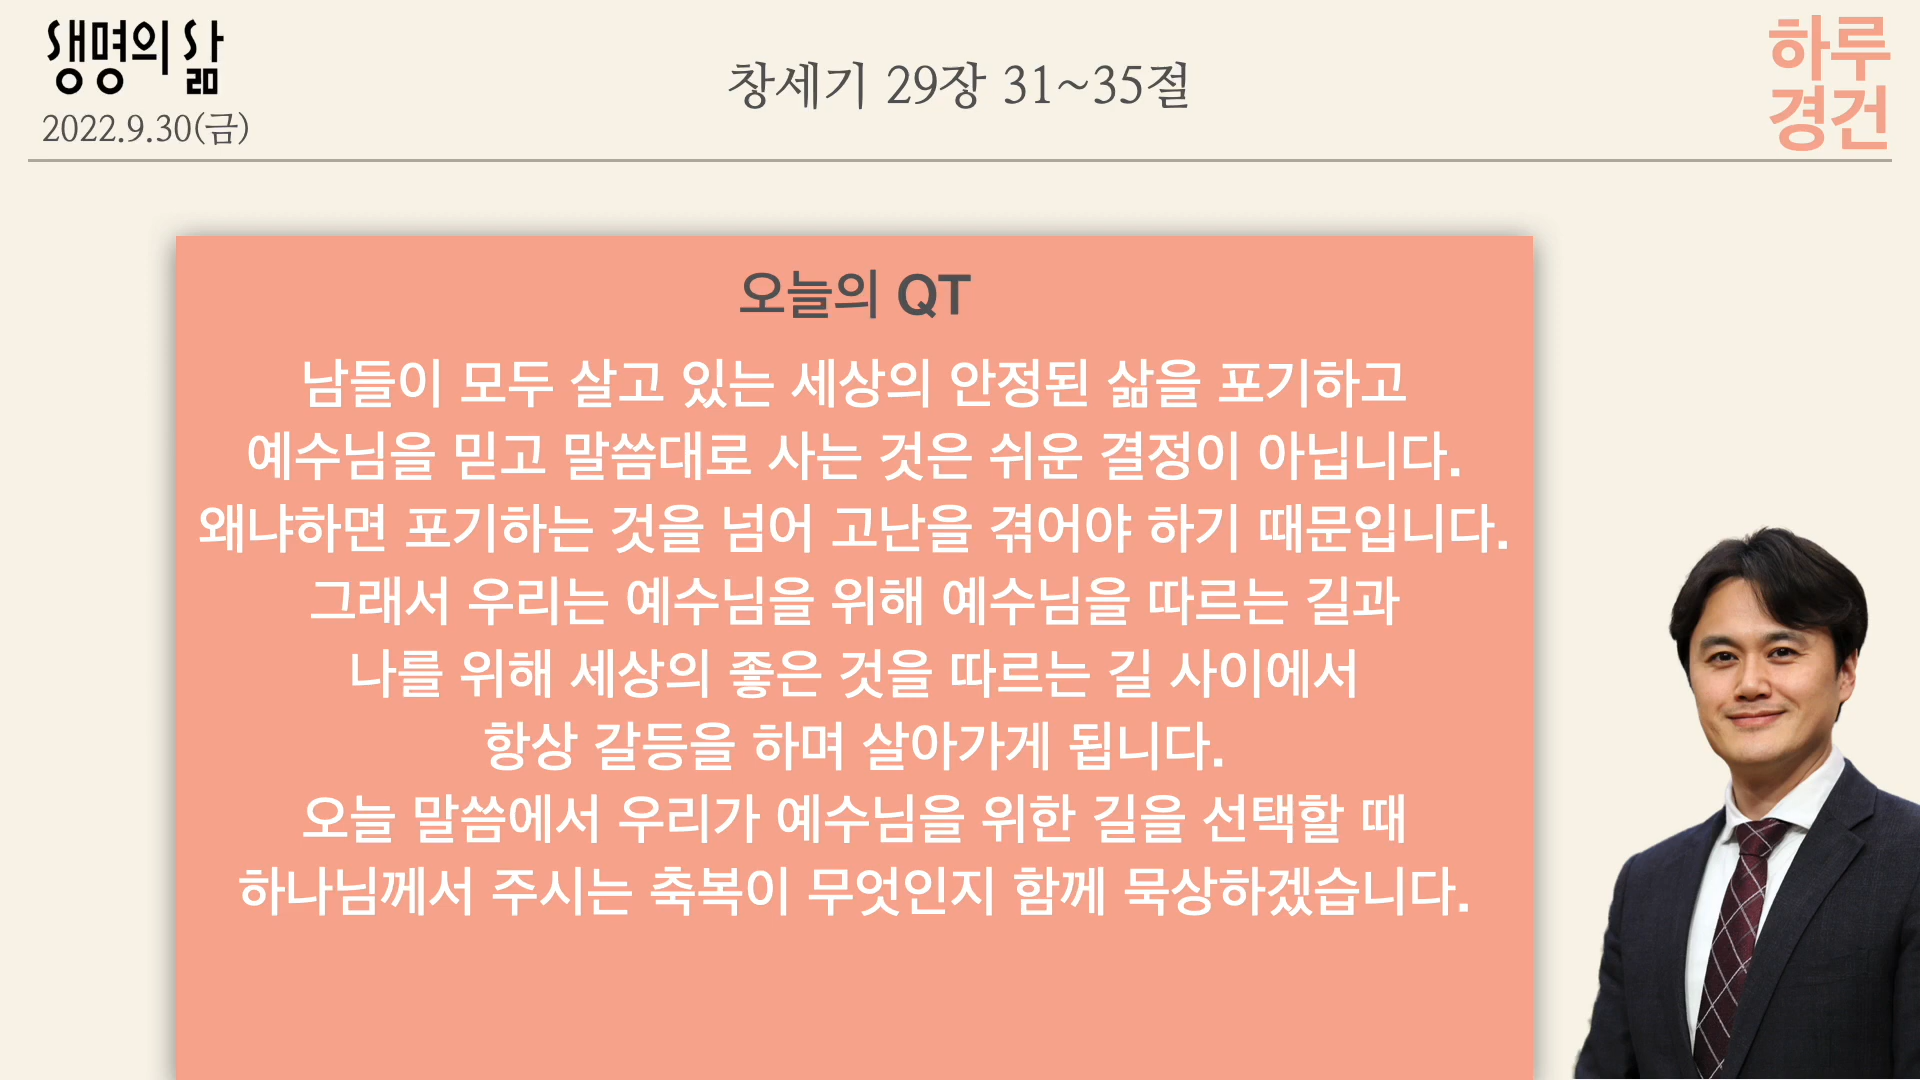 생명의 삶
2022.9.30(금)
창세기 29장 31~35절
하루
경건
오늘의 QT
남들이 모두 살고 있는 세상의 안정된 삶을 포기하고
예수님을 믿고 말씀대로 사는 것은 쉬운 결정이 아닙니다.
왜냐하면 포기하는 것을 넘어 고난을 겪어야 하기 때문입니다.
그래서 우리는 예수님을 위해 예수님을 따르는 길과
나를 위해 세상의 좋은 것을 따르는 길 사이에서
항상 갈등을 하며 살아가게 됩니다.
오늘 말씀에서 우리가 예수님을 위한 길을 선택할 때
하나님께서 주시는 축복이 무엇인지 함께 묵상하겠습니다.